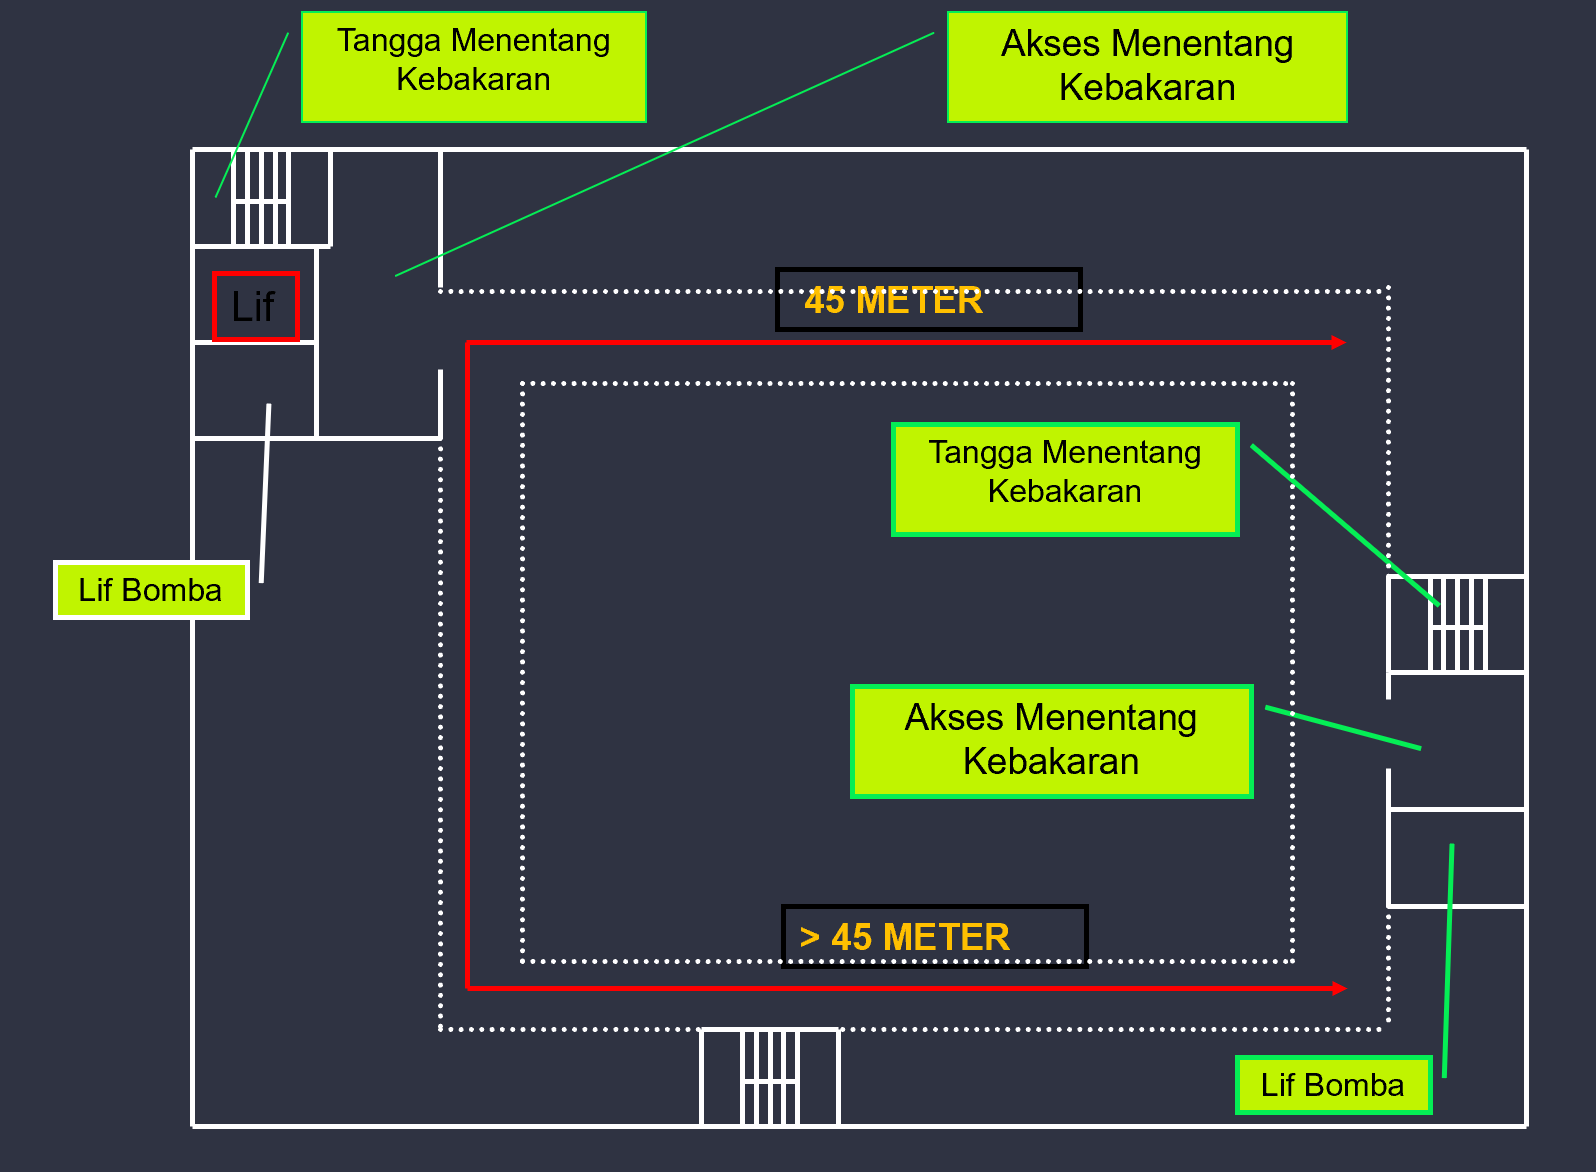 Tangga Menentang
Kebakaran
Akses Menentang
Kebakaran
Lif
45 METER
Tangga Menentang
Kebakaran
Lif Bomba
Akses Menentang
Kebakaran
> 45 METER
Lif Bomba